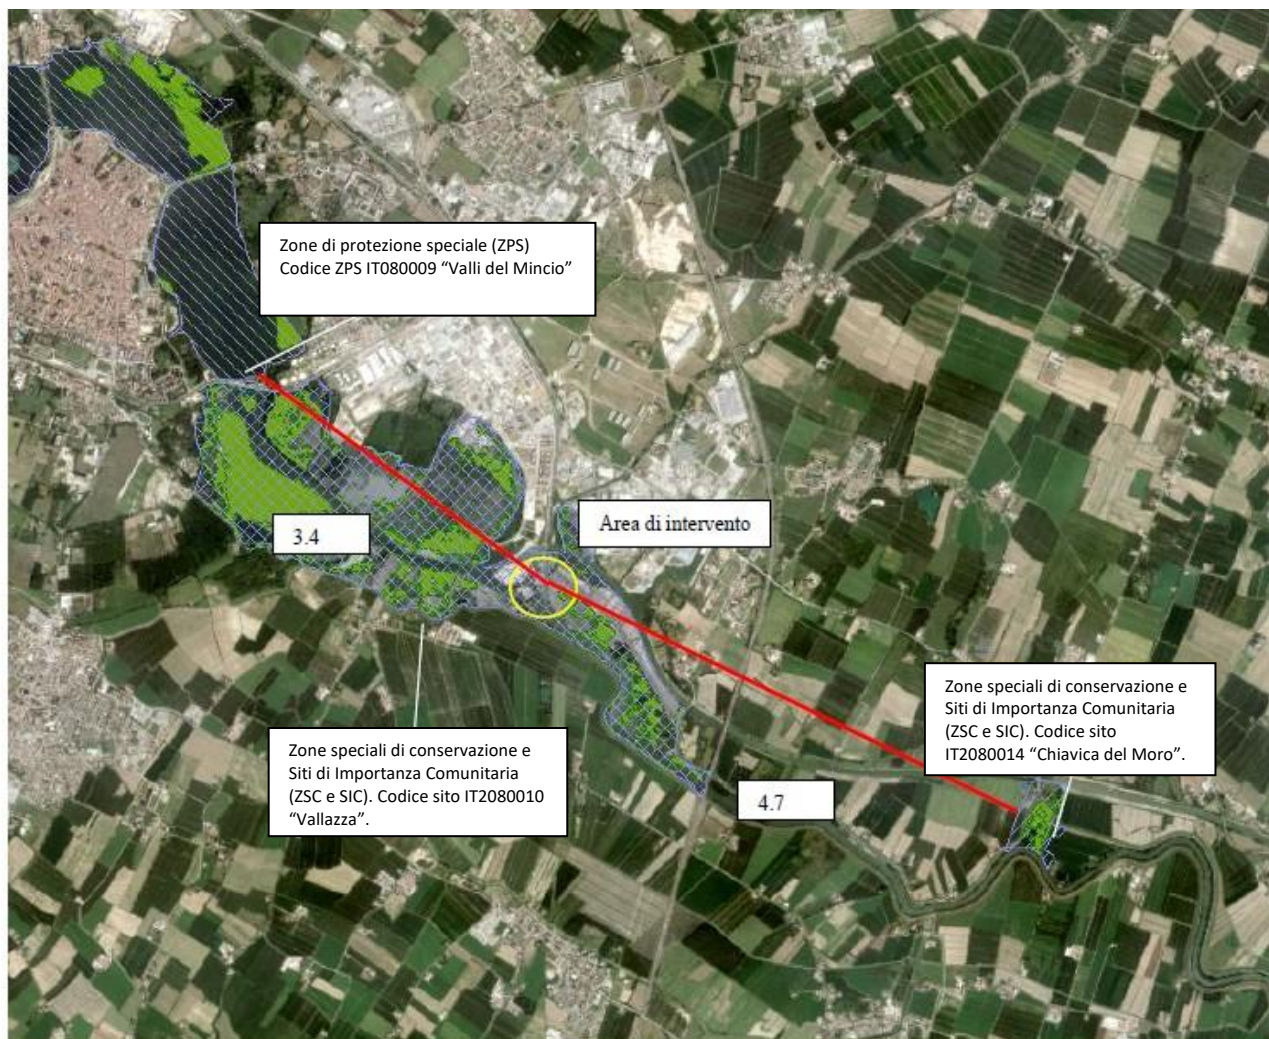 Zone di protezione speciale (ZPS)
Codice ZPS IT080009 “Valli del Mincio”
3.4
Area di intervento
Zone speciali di conservazione e
Siti di Importanza Comunitaria
(ZSC e SIC). Codice sito
IT2080014 “Chiavica del Moro”.
Zone speciali di conservazione e
Siti di Importanza Comunitaria
(ZSC e SIC). Codice sito IT2080010
“Vallazza”.
4.7